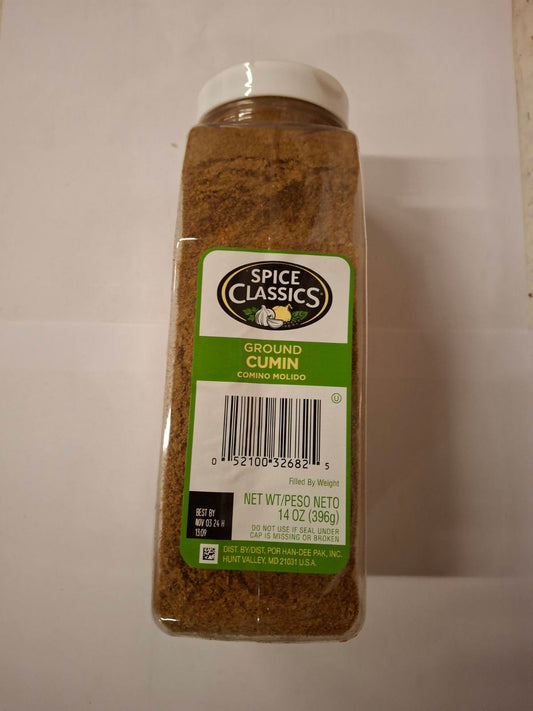 SPICE
CLASSICS
GROUND
CUMIN
COMINO MOLIDO
U
0 52100 32682 5
Filled By Weight
NET WT/PESO NETO
14 OZ (396g)
DO NOT USE IF SEAL UNDER
CAP IS MISSING OR BROKEN
BEST BY
NOV 03 24 H
1309
DIST. BY/DIST. POR HAN-DEE PAK, INC.
HUNT VALLEY, MD 21031 U.S.A.